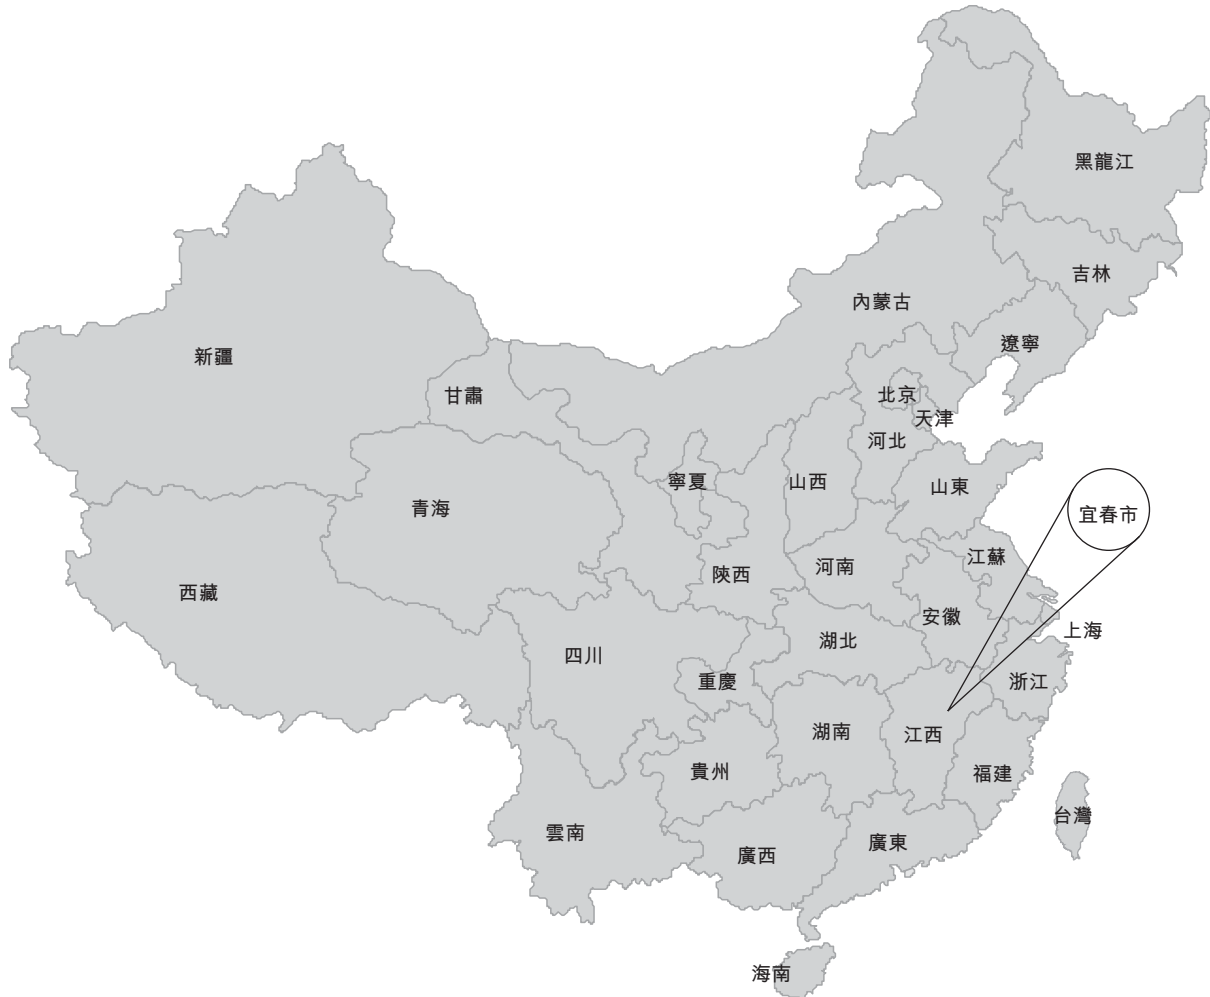 黑龍江
吉林
內蒙古
遼寧
新疆
甘肅
北京
天津
河北
寧夏
山西
山東
青海
宜春市
江蘇
河南
陝西
西藏
安徽
上海
湖北
四川
重慶
浙江
湖南
江西
貴州
福建
台灣
雲南
廣東
廣西
海南